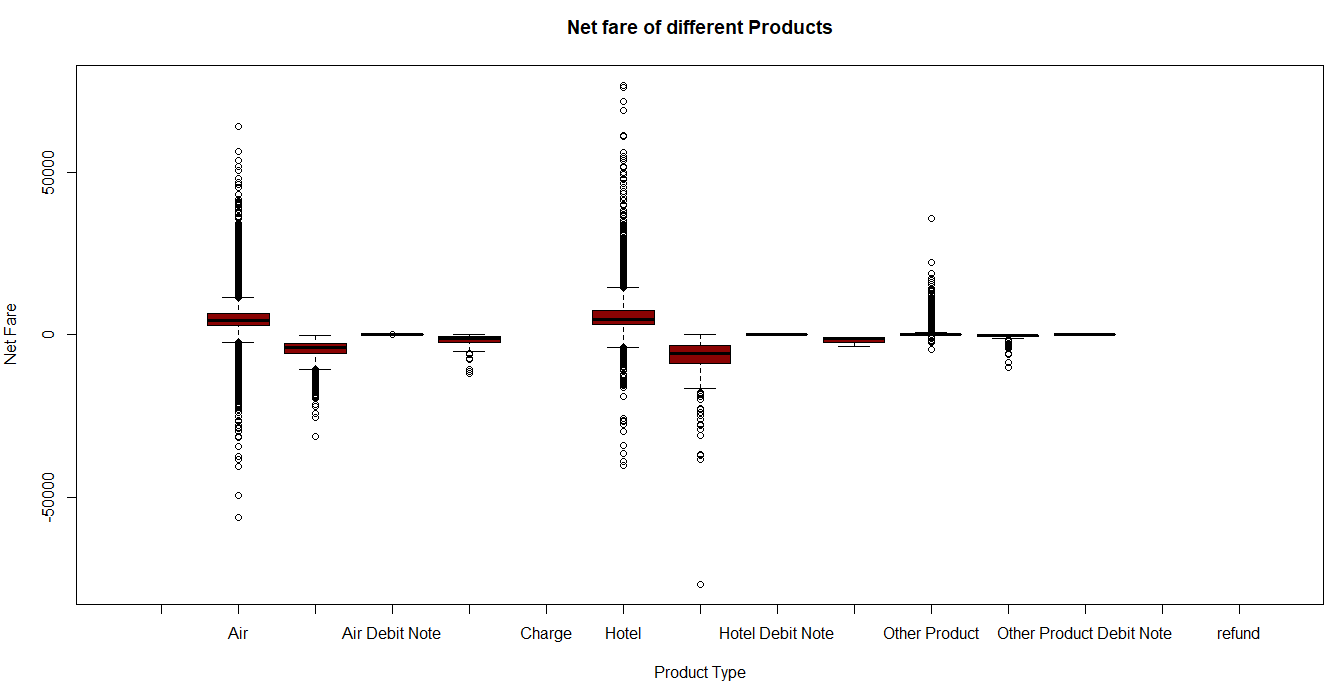 Net fare of different Products
Net Fare
50000
0
-50000
Air
Air Debit Note
Charge
Hotel
Hotel Debit Note
Other Product
Other Product Debit Note
refund
Product Type